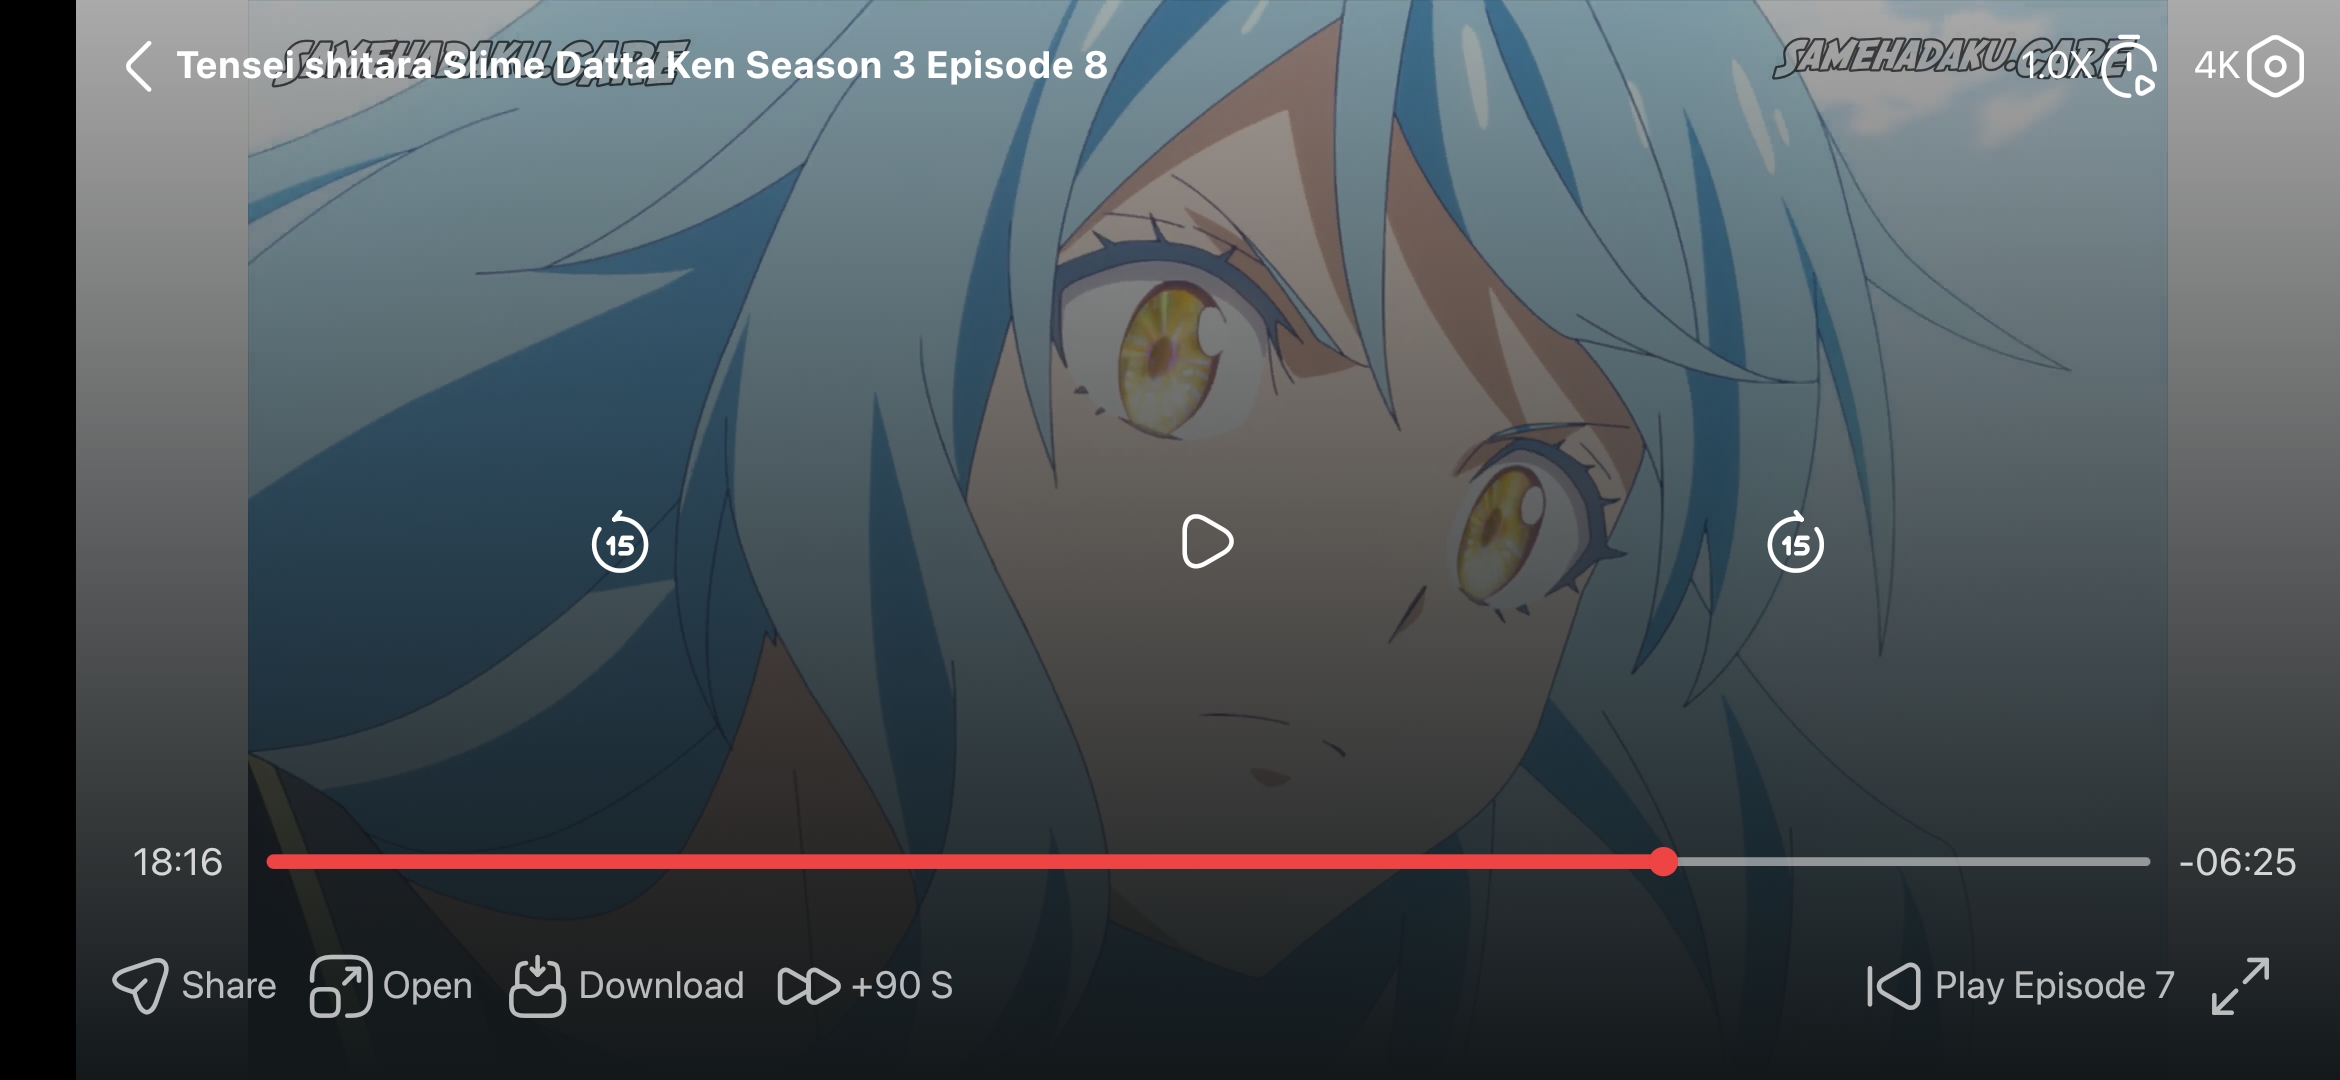 Tensei shitara Slime Datta Ken Season 3 Episode 8
SAMEHADAKU.CARE
SAMEHADAKU.CARE
1.0X
4K
15
15
18:16
-06:25
Share
Open
Download
+90 S
Play Episode 7